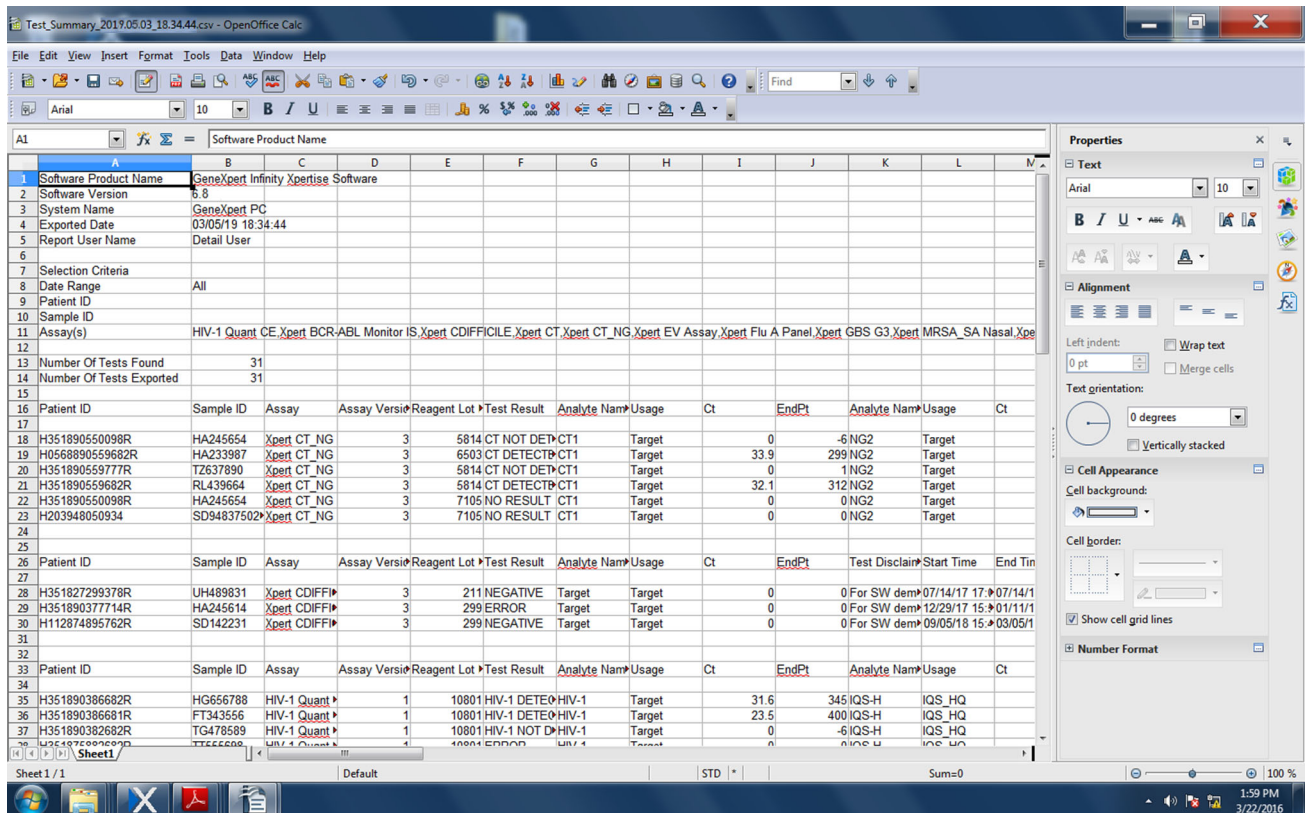 Test_Summary_2019.05.03_18.34.44.csv - OpenOffice Calc
File Edit View Insert Format Tools Data Window Help
Find
Arial 10
A1 Software Product Name
Properties
A B C D E F G H I J K L
1 Software Product Name GeneXpert Infinity Xpertise Software
2 Software Version 6.8
3 System Name GeneXpert PC
4 Exported Date 03/05/19 18:34:44
5 Report User Name Detail User
6
7 Selection Criteria
8 Date Range All
9 Patient ID
10 Sample ID
11 Assay(s) HIV-1 Quant CE,Xpert BCR-ABL Monitor IS,Xpert CDIFFICILE,Xpert CT,Xpert CT_NG,Xpert EV Assay,Xpert Flu A Panel,Xpert GBS G3,Xpert MRSA_SA Nasal,Xpe
12
13 Number Of Tests Found 31
14 Number Of Tests Exported 31
15
16 Patient ID Sample ID Assay Assay Versi Reagent Lot Test Result Analyte Nam Usage Ct EndPt Analyte Nam Usage Ct
17
18 H351890550098R HA245654 Xpert CT_NG 3 5814 CT NOT DET CT1 Target 0 -6 NG2 Target
19 H0568890559682R HA233987 Xpert CT_NG 3 6503 CT DETECTE CT1 Target 33.9 299 NG2 Target
20 H351890559777R TZ637890 Xpert CT_NG 3 5814 CT NOT DET CT1 Target 0 1 NG2 Target
21 H351890559682R RL439664 Xpert CT_NG 3 5814 CT DETECTE CT1 Target 32.1 312 NG2 Target
22 H351890550098R HA245654 Xpert CT_NG 3 7105 NO RESULT CT1 Target 0 0 NG2 Target
23 H203948050934 SD94837502 Xpert CT_NG 3 7105 NO RESULT CT1 Target 0 0 NG2 Target
24
25
26 Patient ID Sample ID Assay Assay Versi Reagent Lot Test Result Analyte Nam Usage Ct EndPt Test Disclaim Start Time End Tin
27
28 H351827299378R UH489831 Xpert CDIFFI 3 211 NEGATIVE Target Target 0 0 For SW dem 07/14/17 17: 07/14/1
29 H351890377714R HA245614 Xpert CDIFFI 3 299 ERROR Target Target 0 0 For SW dem 12/29/17 15: 01/11/1
30 H112874895762R SD142231 Xpert CDIFFI 3 299 NEGATIVE Target Target 0 0 For SW dem 09/05/18 15: 03/05/1
31
32
33 Patient ID Sample ID Assay Assay Versi Reagent Lot Test Result Analyte Nam Usage Ct EndPt Analyte Nam Usage Ct
34
35 H351890386682R HG656788 HIV-1 Quant 1 10801 HIV-1 DETE HIV-1 Target 31.6 345 IQS-H IQS_HQ
36 H351890386681R FT343556 HIV-1 Quant 1 10801 HIV-1 DETE HIV-1 Target 23.5 400 IQS-H IQS_HQ
37 H351890382682R TG478589 HIV-1 Quant 1 10801 HIV-1 NOT D HIV-1 Target 0 -6 IQS-H IQS_HQ
Text
Arial 10
B I U ABC
Alignment
Left indent:
Wrap text
0 pt
Merge cells
Text orientation:
0 degrees
Vertically stacked
Cell Appearance
Cell background:
Cell border:
Show cell grid lines
Number Format
Sheet1
Sheet 1 / 1 Default STD * Sum=0 100 %
1:59 PM
3/22/2016